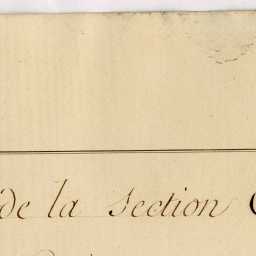 de la Section